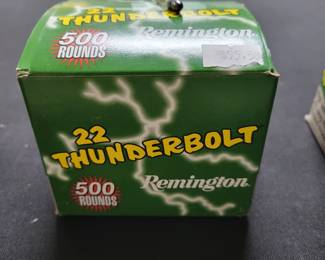 22 THUNDERBOLT
500
ROUNDS
Remington
22
THUNDERBOLT
500
ROUNDS
Remington